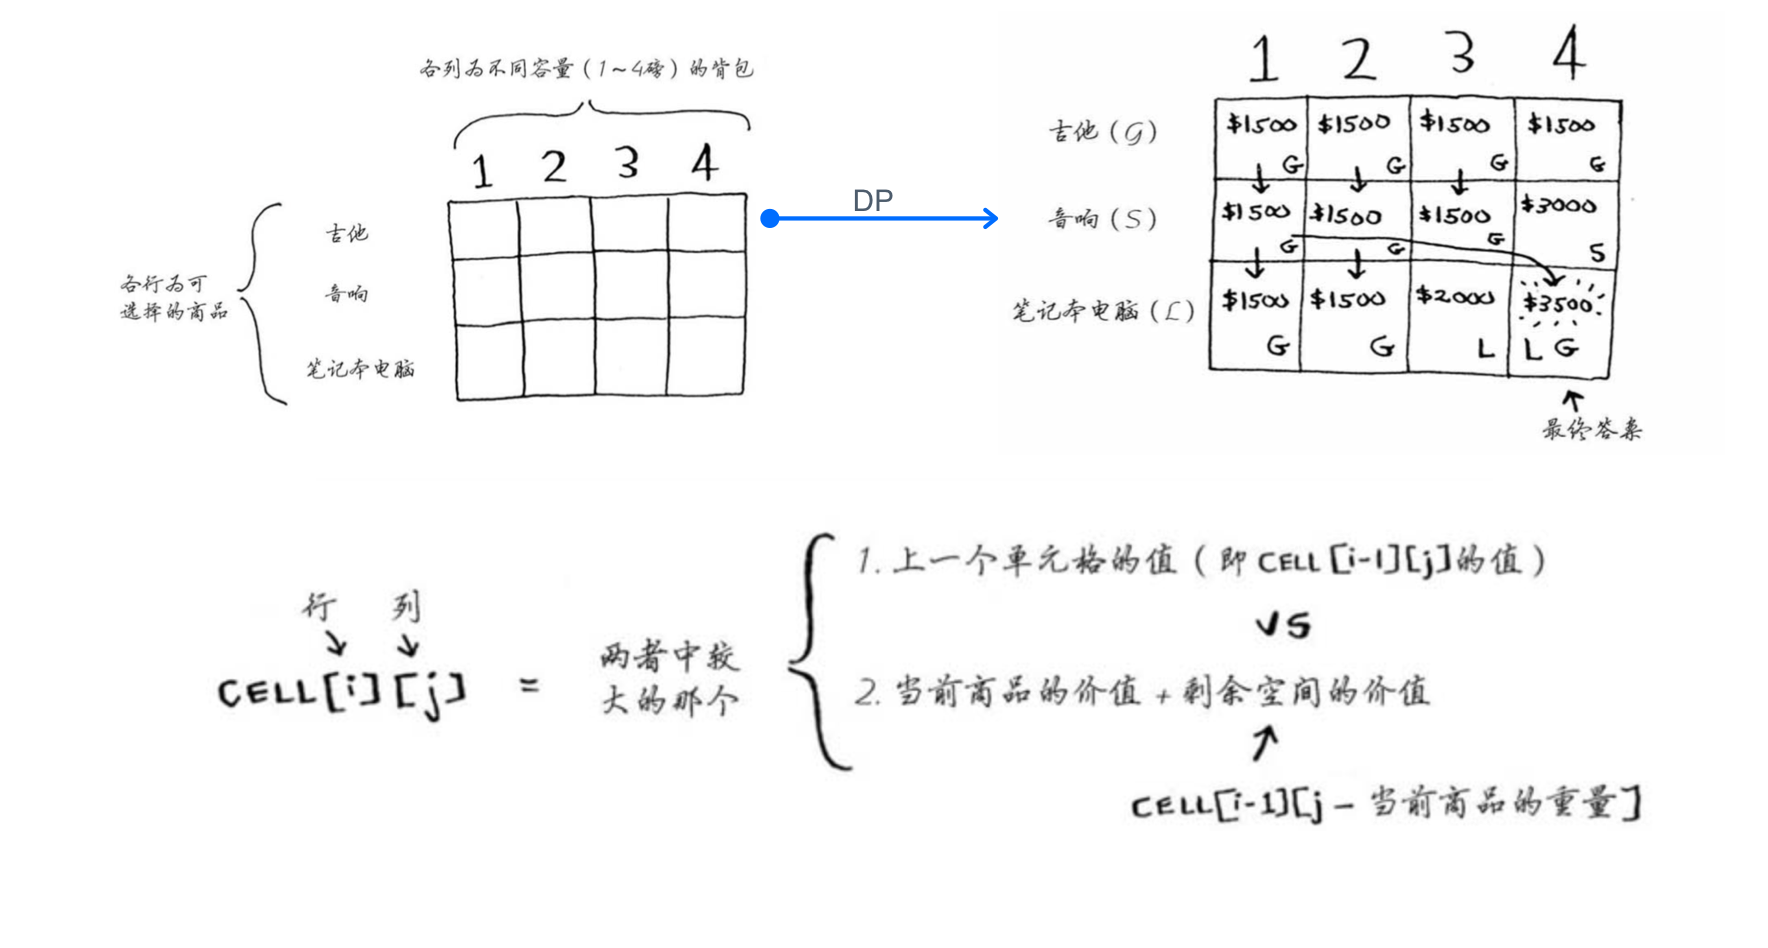 各列为不同容量（1~4磅）的背包
1 2 3 4
吉他
音响
笔记本电脑
各行为可
选择的商品
DP
1 2 3 4
吉他（G） $1500 G $1500 G $1500 G $1500 G
音响（S） $1500 G $1500 G $1500 G $3000 S
笔记本电脑（L） $1500 G $1500 G $2000 L $3500 L G
最终答案
行 列
CELL[i][j] =
两者中较
大的那个
1. 上一个单元格的值（即CELL[i-1][j]的值）
VS
2. 当前商品的价值 + 剩余空间的价值
CELL[i-1][j - 当前商品的重量]